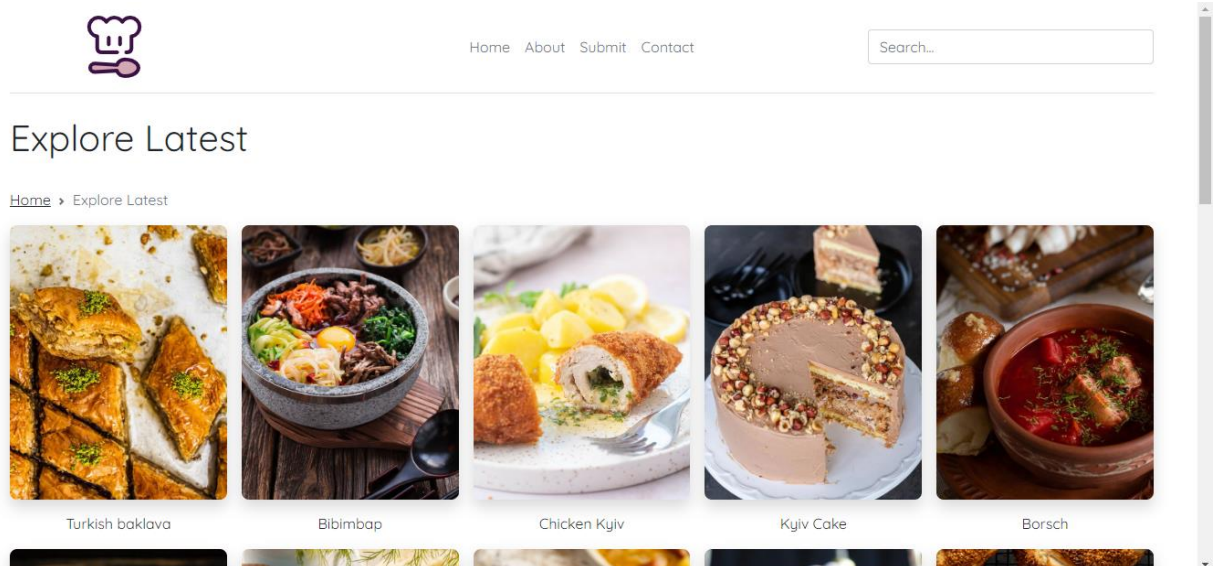 Home About Submit Contact
Search...
Explore Latest
Home › Explore Latest
Turkish baklava
Bibimbap
Chicken Kyiv
Kyiv Cake
Borsch